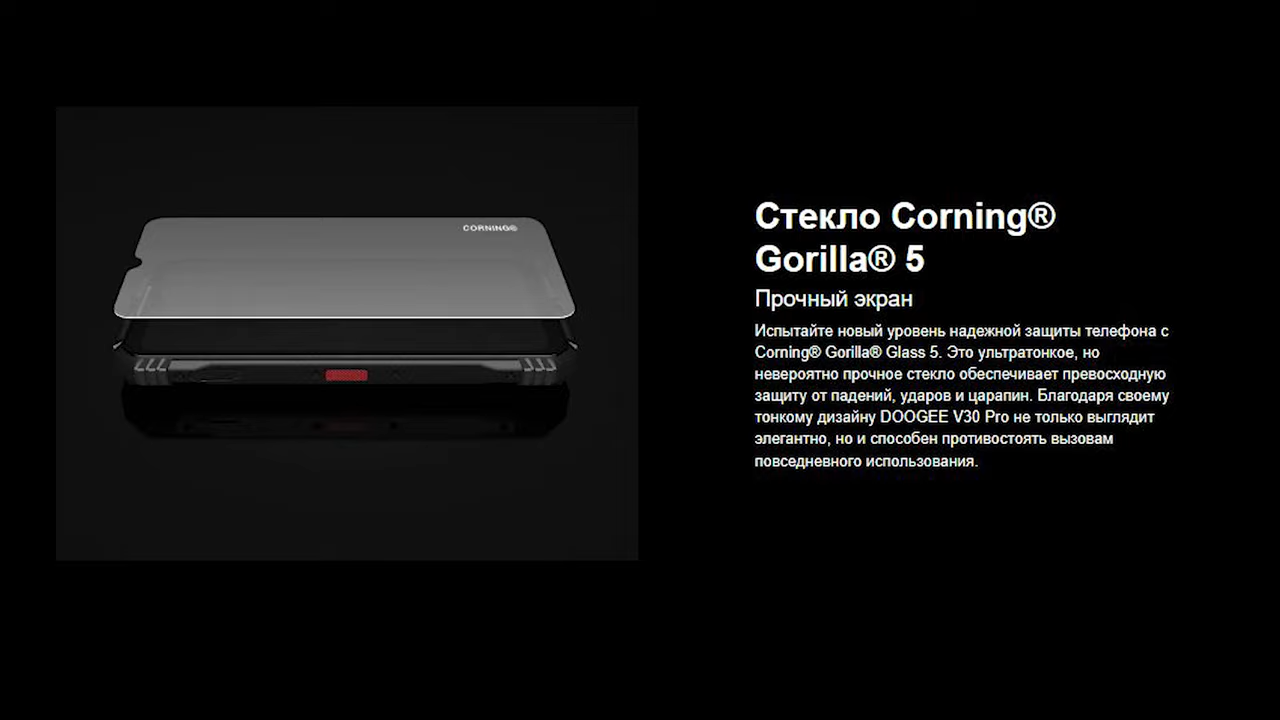 CORNING®
Стекло Corning®
Gorilla® 5
Прочный экран
Испытайте новый уровень надежной защиты телефона с
Corning® Gorilla® Glass 5. Это ультратонкое, но
невероятно прочное стекло обеспечивает превосходную
защиту от падений, ударов и царапин. Благодаря своему
тонкому дизайну DOOGEE V30 Pro не только выглядит
элегантно, но и способен противостоять вызовам
повседневного использования.